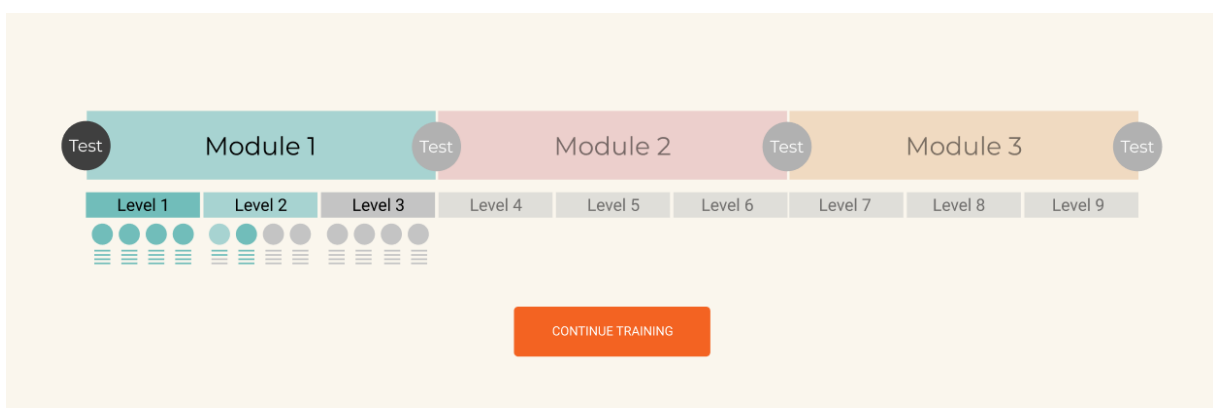 Test Module 1 Test Module 2 Test Module 3 Test
Level 1 Level 2 Level 3 Level 4 Level 5 Level 6 Level 7 Level 8 Level 9
CONTINUE TRAINING